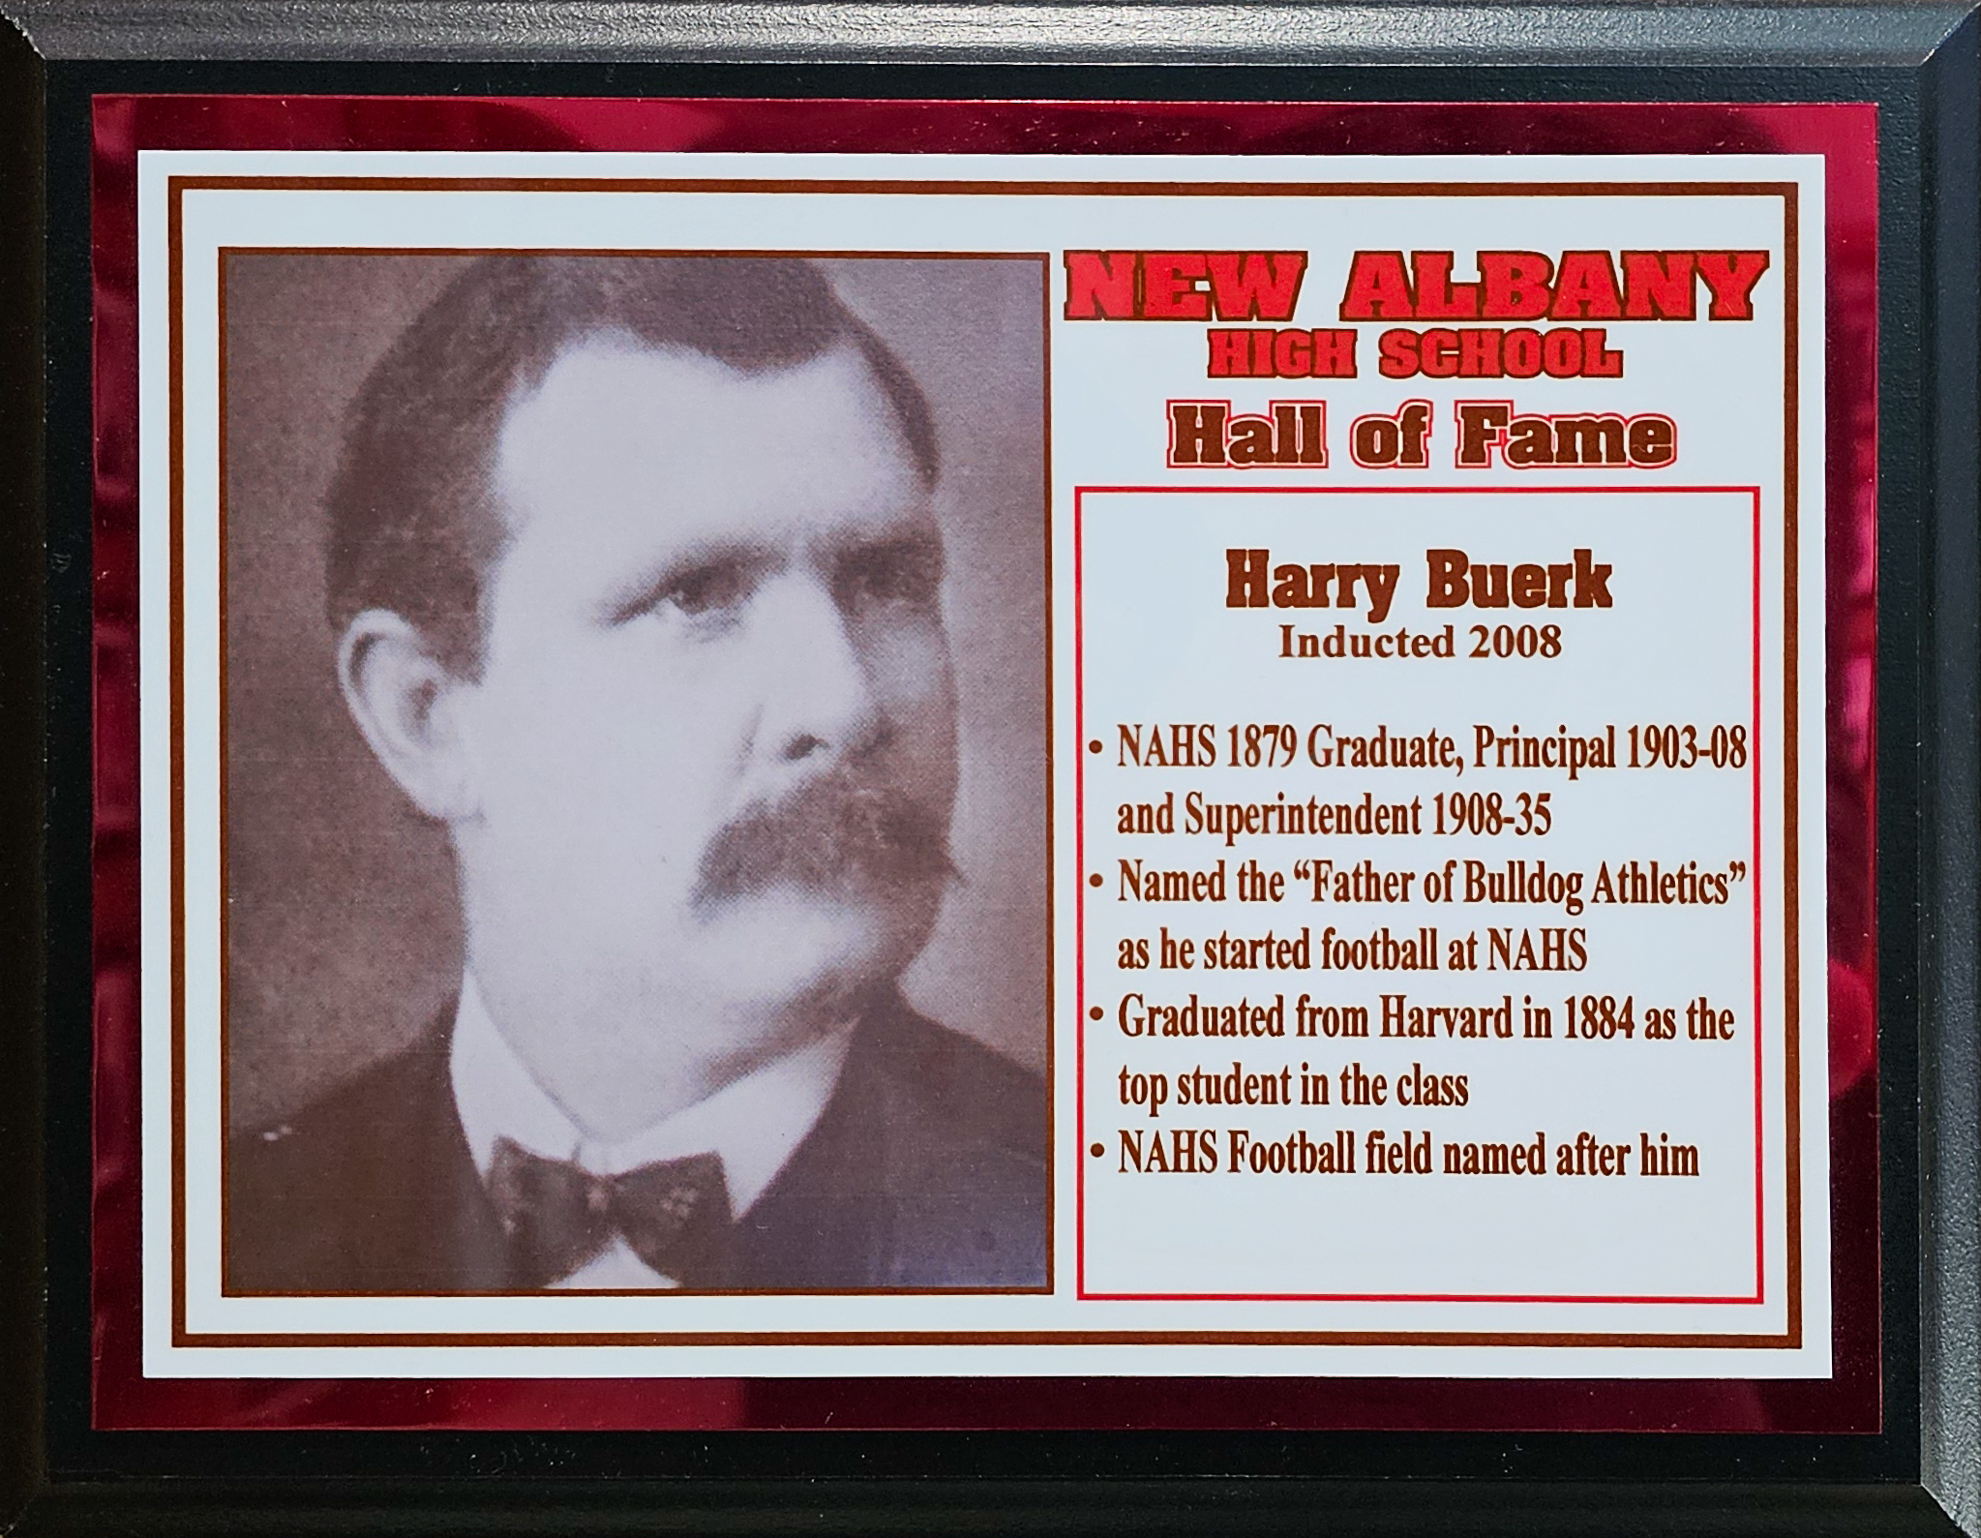 NEW ALBANY
HIGH SCHOOL
Hall of Fame
Harry Buerk
Inducted 2008
• NAHS 1879 Graduate, Principal 1903-08
and Superintendent 1908-35
• Named the “Father of Bulldog Athletics”
as he started football at NAHS
• Graduated from Harvard in 1884 as the
top student in the class
• NAHS Football field named after him